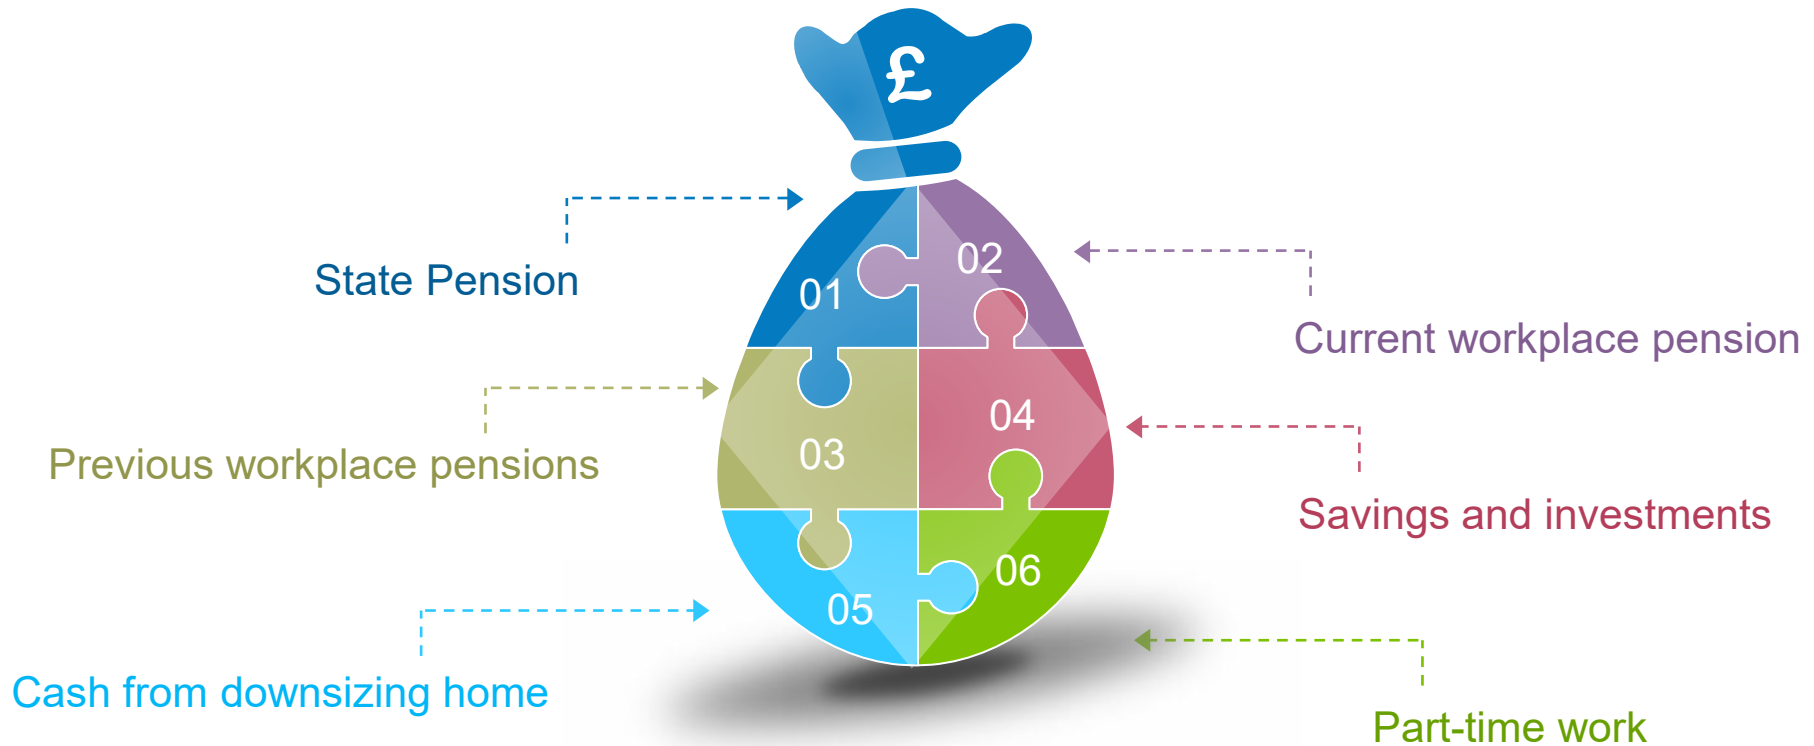 £
State Pension
01
02
Current workplace pension
Previous workplace pensions
03
04
Savings and investments
Cash from downsizing home
05
06
Part-time work